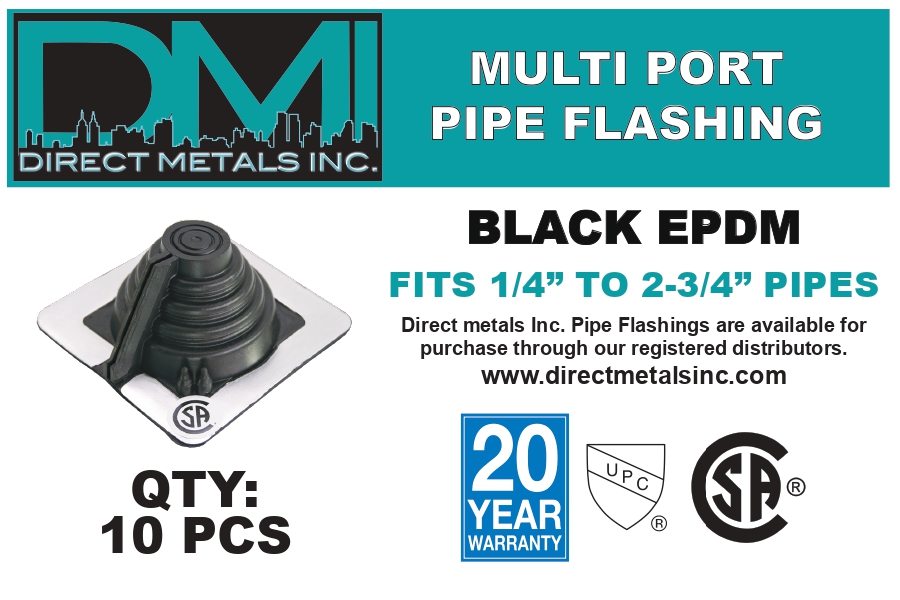 DMI
DIRECT METALS INC.
MULTI PORT
PIPE FLASHING
BLACK EPDM
FITS 1/4” TO 2-3/4” PIPES
Direct metals Inc. Pipe Flashings are available for
purchase through our registered distributors.
www.directmetalsinc.com
CSA
QTY:
10 PCS
20
YEAR
WARRANTY
UPC
®
CSA ®